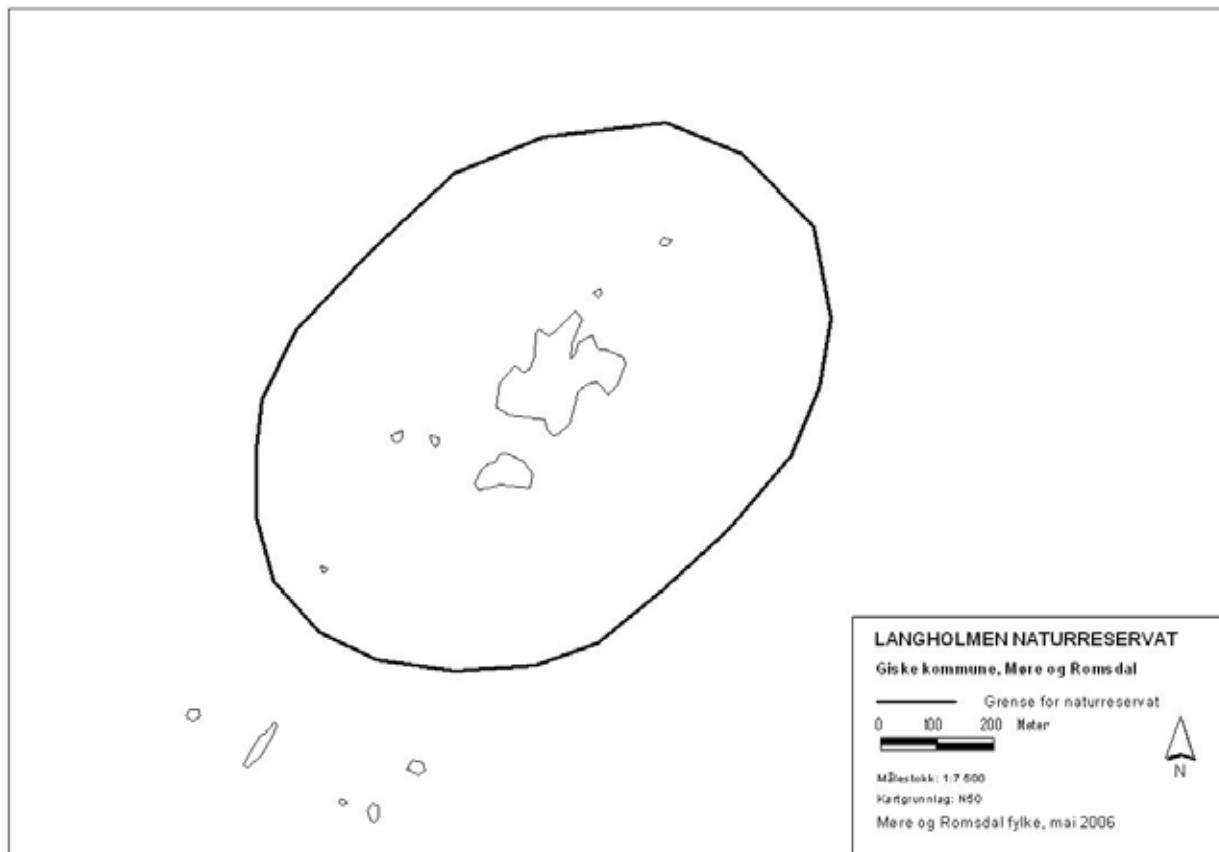 LANGHOLMEN NATURRESERVAT
Giske kommune, Møre og Romsdal
Grense for naturreservat
0 100 200 Meter
N
Målestokk: 1:7 500
Kartgrunnlag: N50
Møre og Romsdal fylke, mai 2006